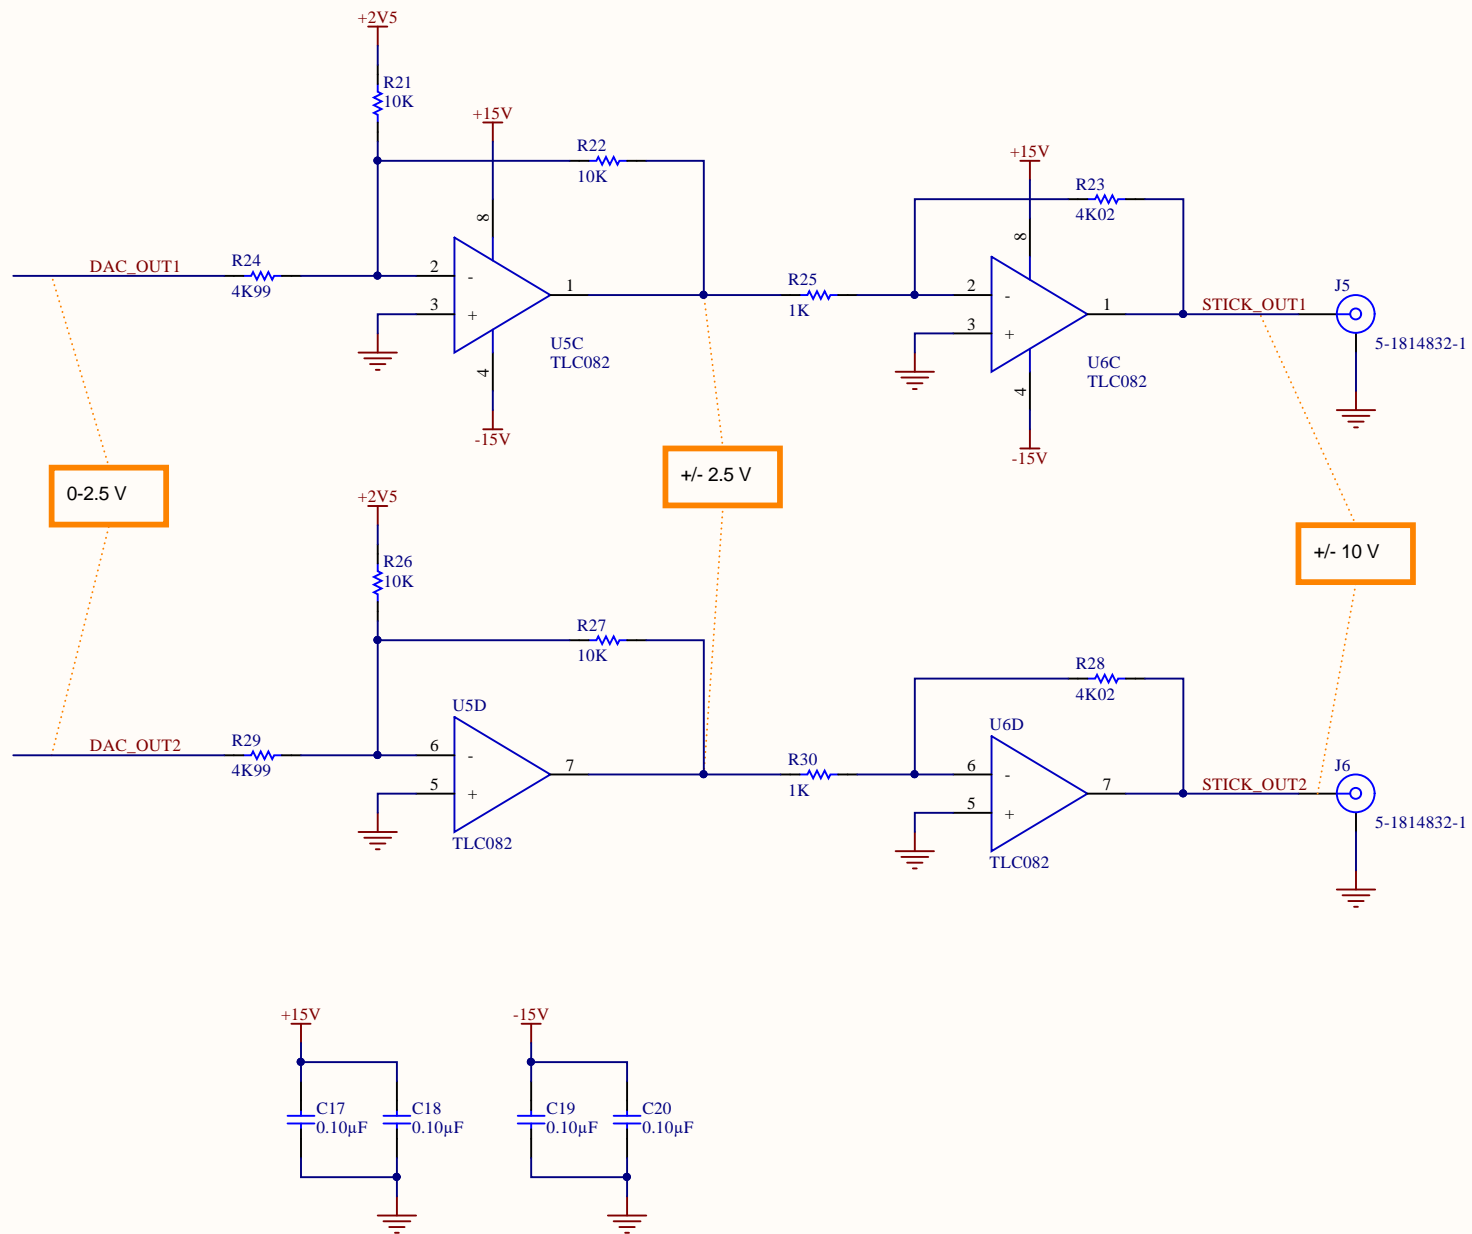 +2V5
R21
10K
+15V
R22
10K
+15V
R23
4K02
8
8
DAC_OUT1
R24
4K99
2
-
3
+
1
U5C
TLC082
4
-15V
R25
1K
2
-
3
+
1
U6C
TLC082
4
-15V
STICK_OUT1
J5
5-1814832-1
0-2.5 V
+/- 2.5 V
+/- 10 V
+2V5
R26
10K
R27
10K
R28
4K02
DAC_OUT2
R29
4K99
U5D
6
-
5
+
7
TLC082
R30
1K
U6D
6
-
5
+
7
TLC082
STICK_OUT2
J6
5-1814832-1
+15V
-15V
C17
0.10µF
C18
0.10µF
C19
0.10µF
C20
0.10µF